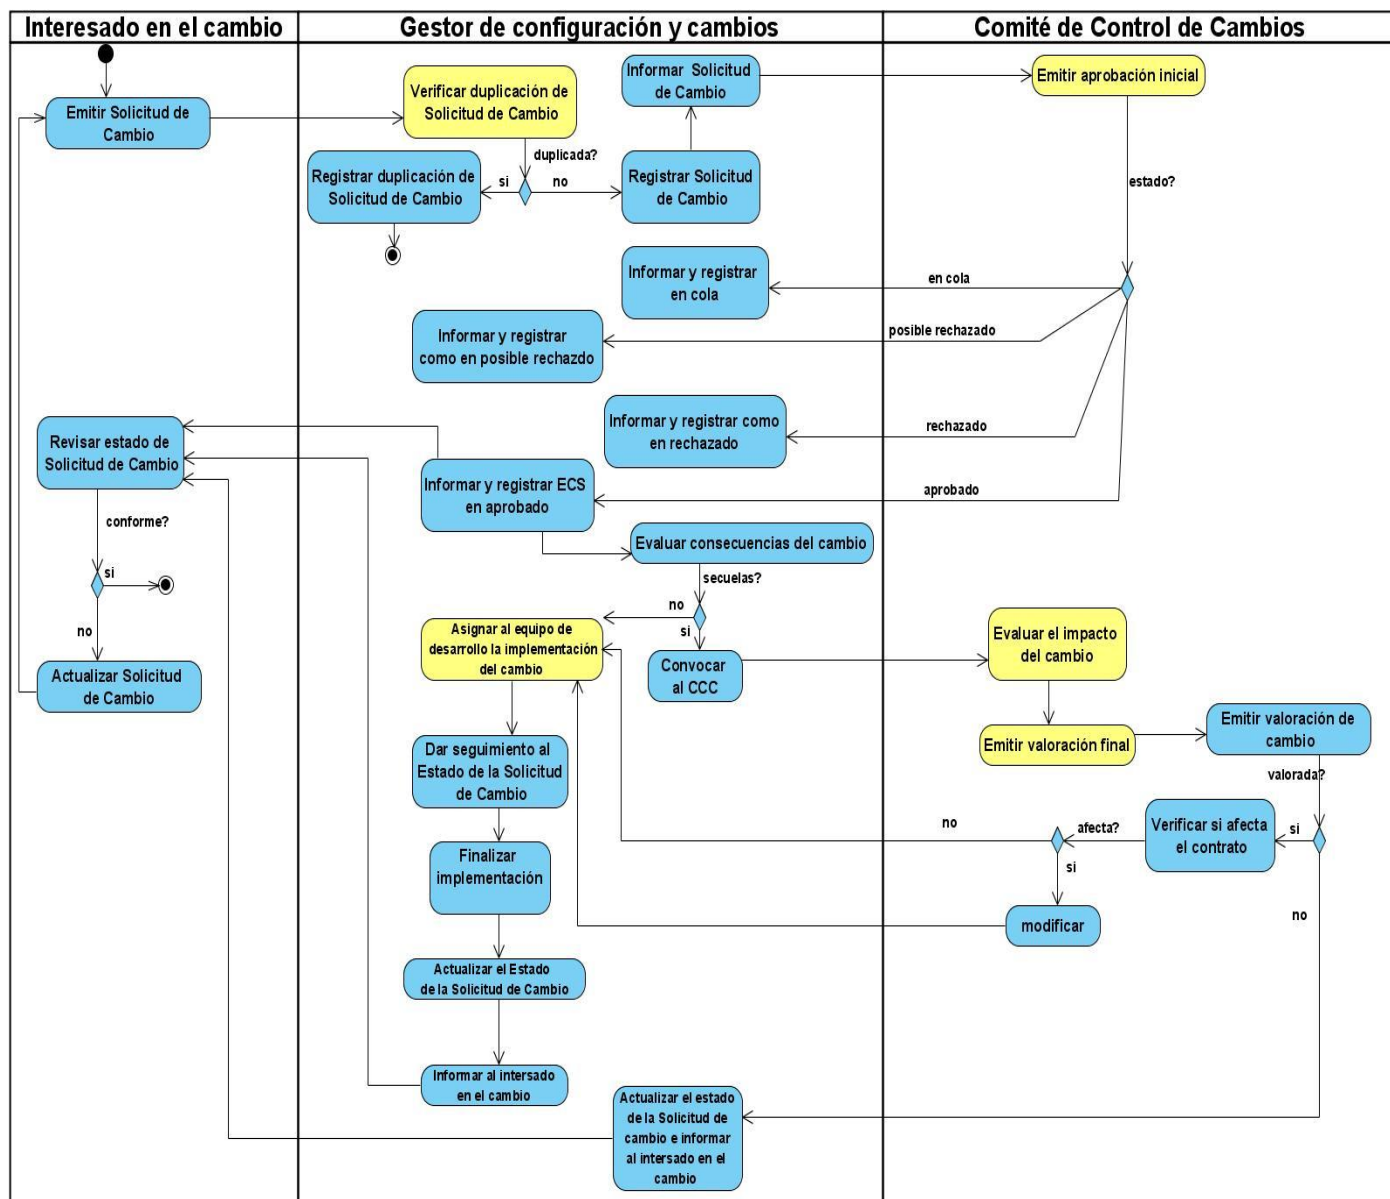 Interesado en el cambio
Gestor de configuración y cambios
Comité de Control de Cambios
Emitir Solicitud de
Cambio
Verificar duplicación de
Solicitud de Cambio
Informar Solicitud
de Cambio
Emitir aprobación inicial
duplicada?
si
no
Registrar duplicación de
Solicitud de Cambio
Registrar Solicitud
de Cambio
estado?
Informar y registrar
en cola
en cola
Informar y registrar
como en posible rechazdo
posible rechazado
Informar y registrar como
en rechazado
rechazado
Revisar estado de
Solicitud de Cambio
Informar y registrar ECS
en aprobado
aprobado
conforme?
si
no
Actualizar Solicitud
de Cambio
Evaluar consecuencias del cambio
secuelas?
no
si
Asignar al equipo de
desarrollo la implementación
del cambio
Convocar
al CCC
Evaluar el impacto
del cambio
Emitir valoración final
Emitir valoración de
cambio
valorada?
si
no
Verificar si afecta
el contrato
afecta?
no
si
modificar
Dar seguimiento al
Estado de la Solicitud
de Cambio
Finalizar
implementación
Actualizar el Estado
de la Solicitud de Cambio
Informar al intersado
en el cambio
Actualizar el estado
de la Solicitud de
cambio e informar
al intersado en el
cambio